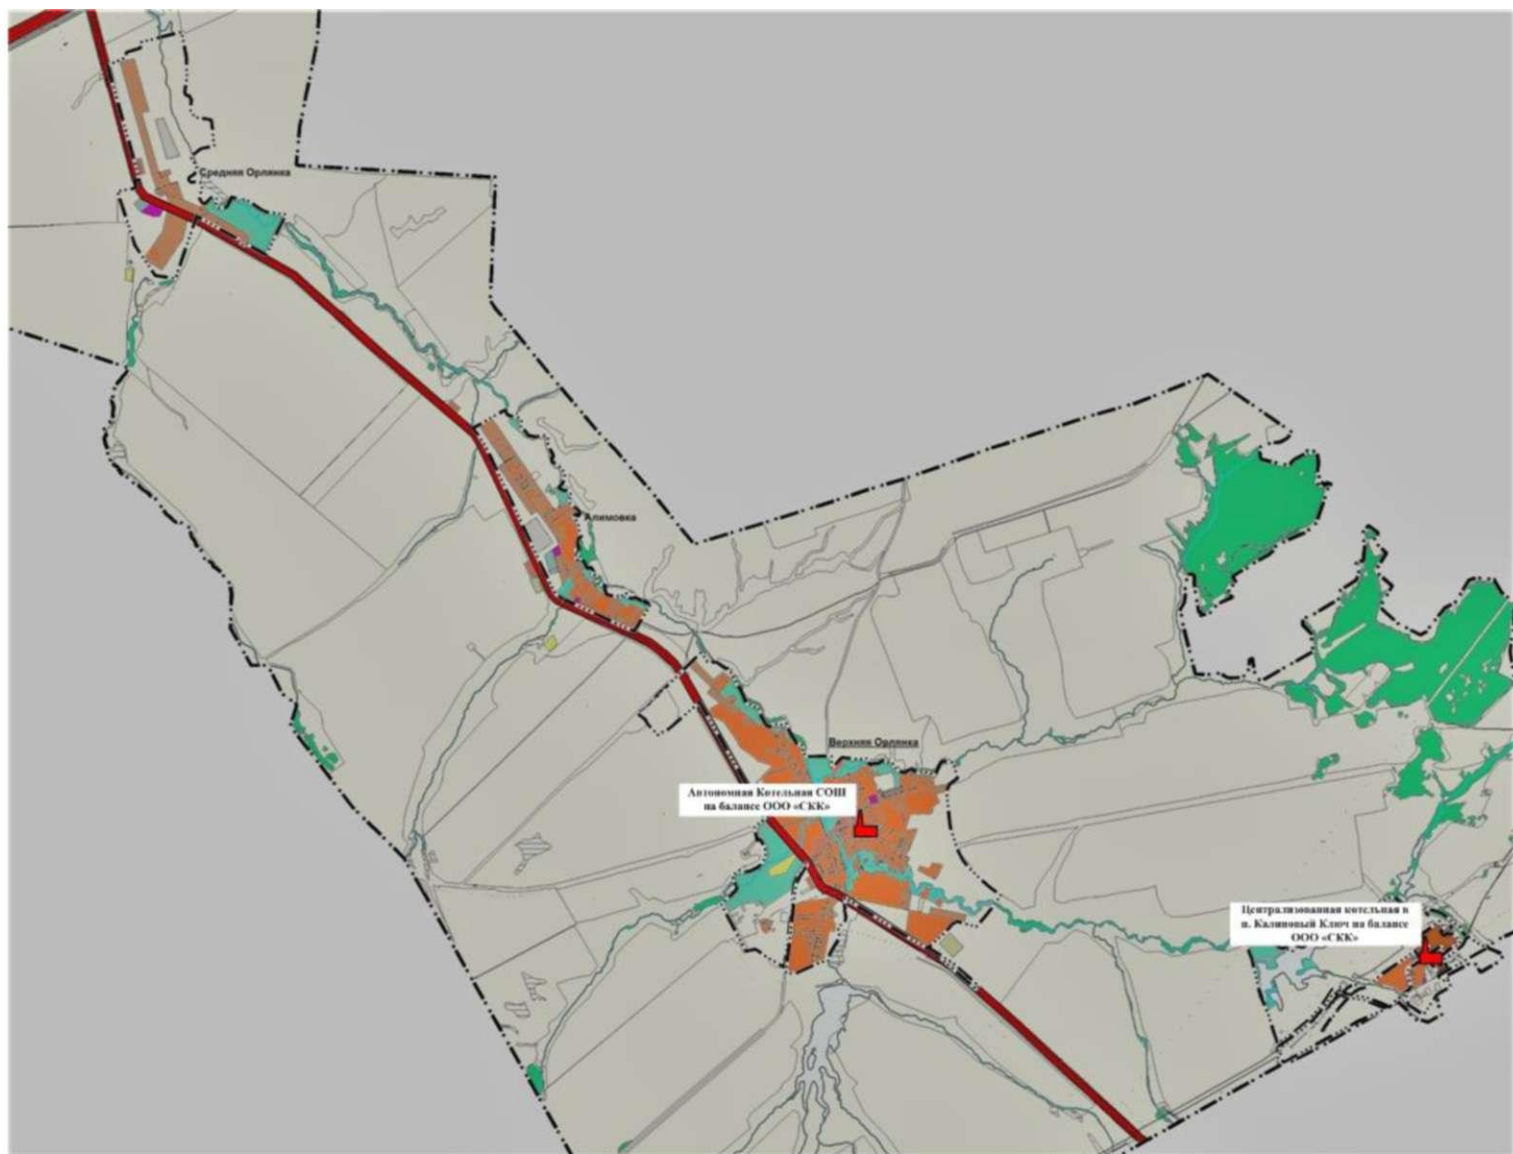 Средняя Орлянка
Алимовка
Верхняя Орлянка
Автономная Котельная СОШ
на балансе ООО «СКК»
Централизованная котельная в
п. Калиновый Ключ на балансе
ООО «СКК»